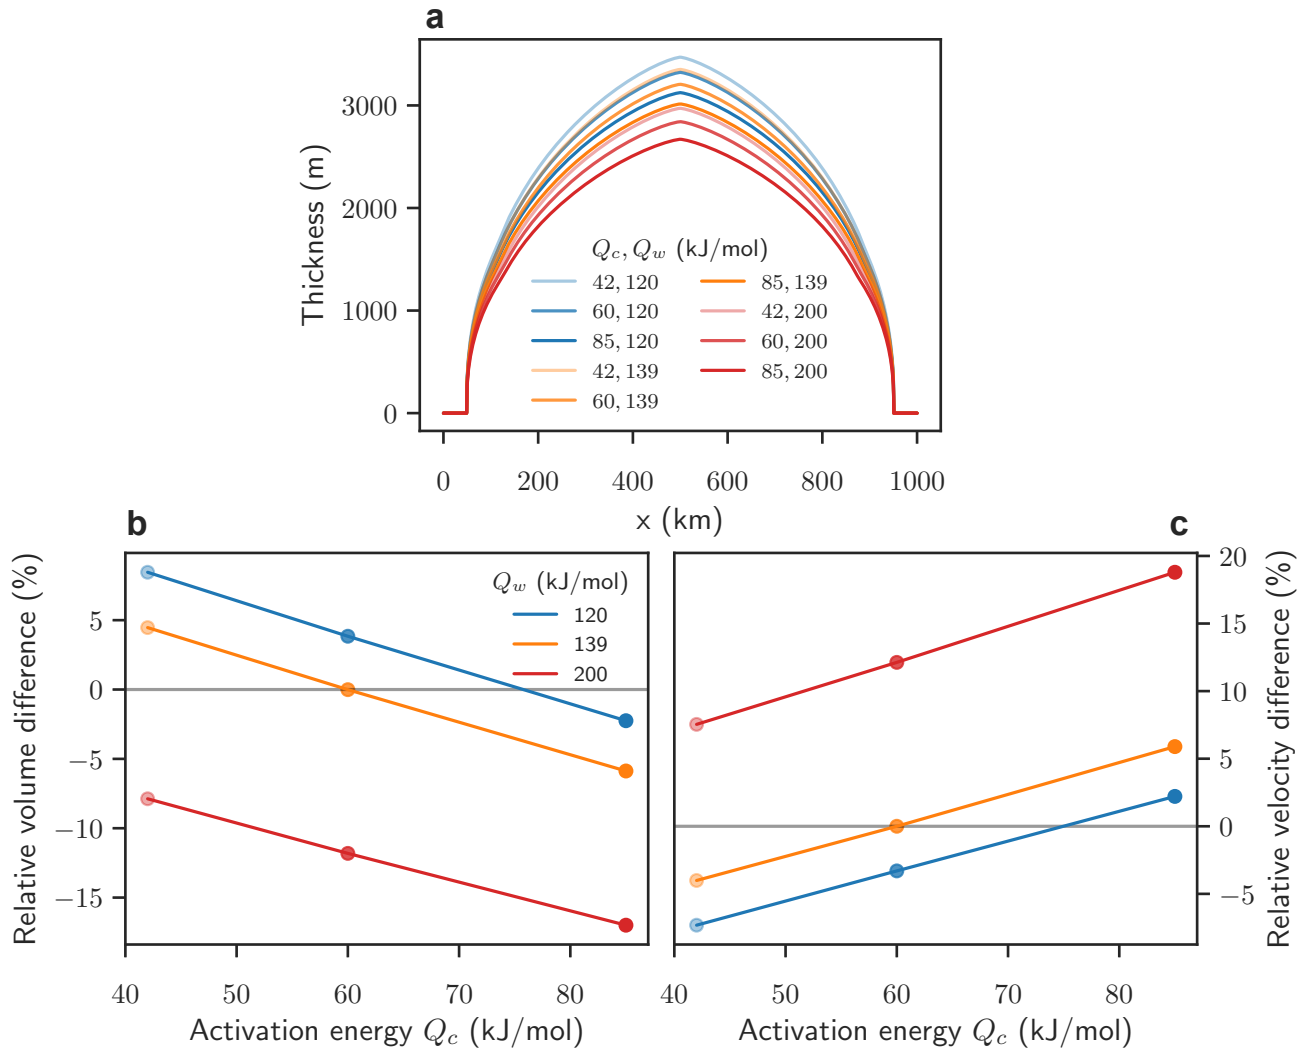 a
Thickness (m)
3000
2000
1000
0
Q_c, Q_w (kJ/mol)
42, 120
60, 120
85, 120
42, 139
60, 139
85, 139
42, 200
60, 200
85, 200
0 200 400 600 800 1000
x (km)
b
Relative volume difference (%)
5
0
−5
−10
−15
Q_w (kJ/mol)
120
139
200
40 50 60 70 80
Activation energy Q_c (kJ/mol)
c
20
15
10
5
0
−5
Relative velocity difference (%)
40 50 60 70 80
Activation energy Q_c (kJ/mol)